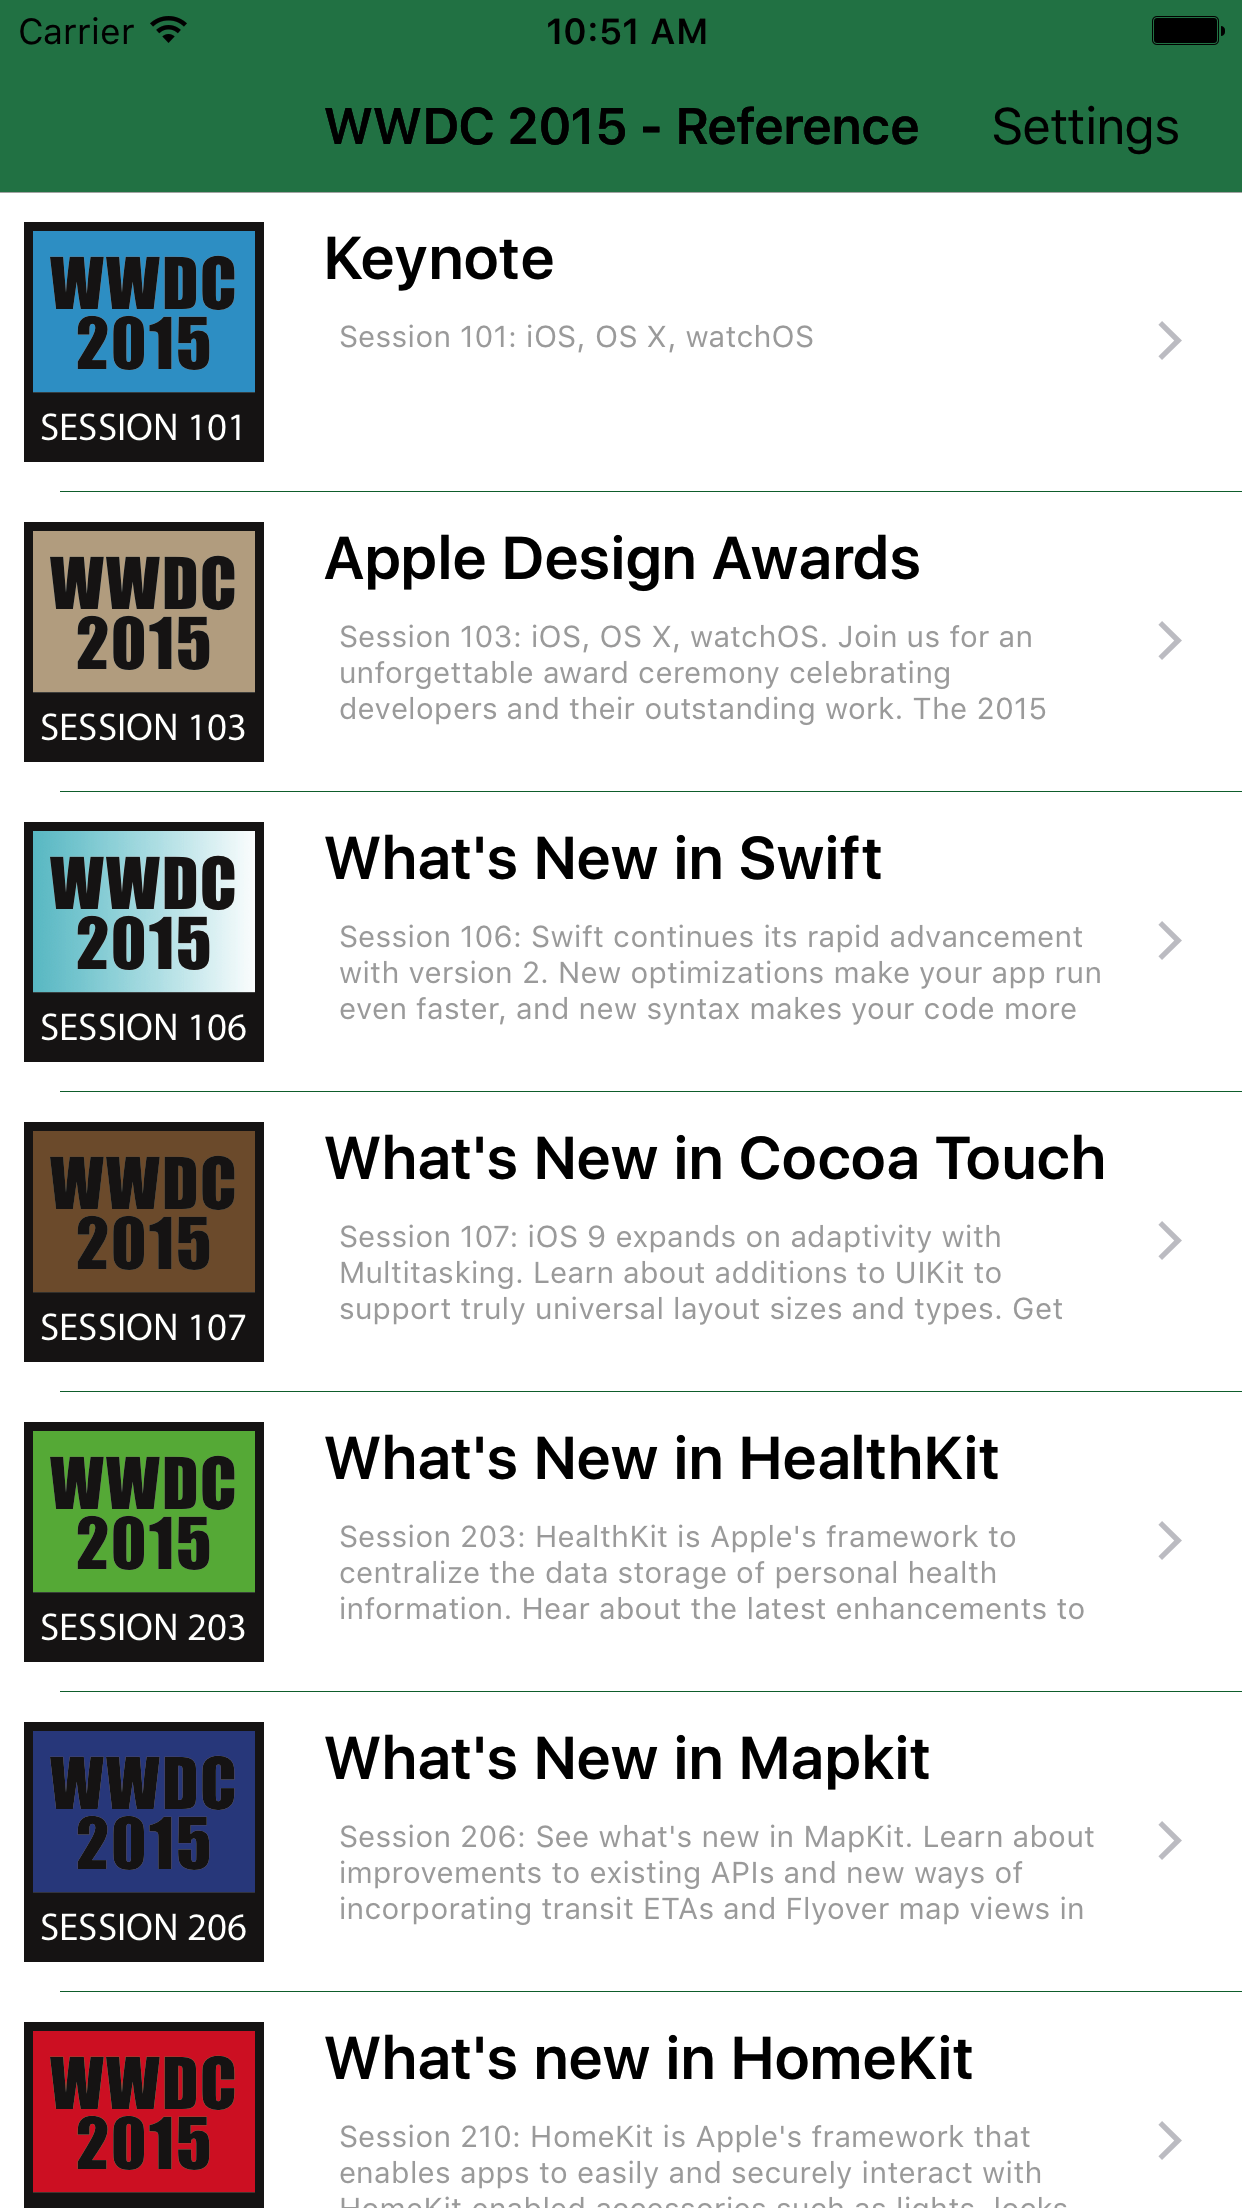 Carrier 10:51 AM
WWDC 2015 - Reference Settings
WWDC
2015
SESSION 101
Keynote
Session 101: iOS, OS X, watchOS
WWDC
2015
SESSION 103
Apple Design Awards
Session 103: iOS, OS X, watchOS. Join us for an
unforgettable award ceremony celebrating
developers and their outstanding work. The 2015
WWDC
2015
SESSION 106
What's New in Swift
Session 106: Swift continues its rapid advancement
with version 2. New optimizations make your app run
even faster, and new syntax makes your code more
WWDC
2015
SESSION 107
What's New in Cocoa Touch
Session 107: iOS 9 expands on adaptivity with
Multitasking. Learn about additions to UIKit to
support truly universal layout sizes and types. Get
WWDC
2015
SESSION 203
What's New in HealthKit
Session 203: HealthKit is Apple's framework to
centralize the data storage of personal health
information. Hear about the latest enhancements to
WWDC
2015
SESSION 206
What's New in Mapkit
Session 206: See what's new in MapKit. Learn about
improvements to existing APIs and new ways of
incorporating transit ETAs and Flyover map views in
WWDC
2015
What's new in HomeKit
Session 210: HomeKit is Apple's framework that
enables apps to easily and securely interact with
HomeKit enabled accessories such as lights, locks